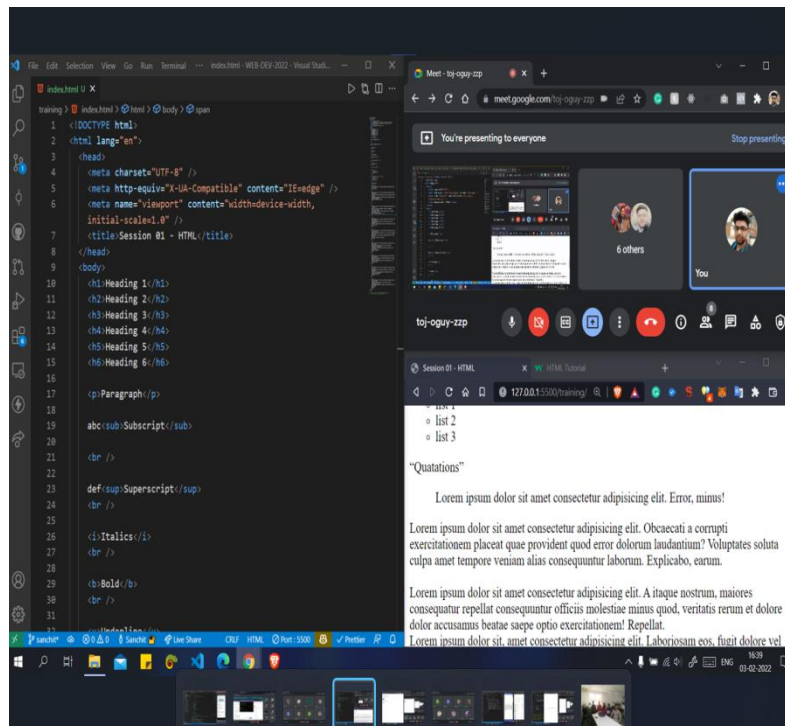 File Edit Selection View Go Run Terminal ... index.html - WEB-DEV-2022 - Visual Studi...
index.html U X
training > index.html > html > body > span
1 <!DOCTYPE html>
2 <html lang="en">
3 <head>
4 <meta charset="UTF-8" />
5 <meta http-equiv="X-UA-Compatible" content="IE=edge" />
6 <meta name="viewport" content="width=device-width,
initial-scale=1.0" />
7 <title>Session 01 - HTML</title>
8 </head>
9 <body>
10 <h1>Heading 1</h1>
11 <h2>Heading 2</h2>
12 <h3>Heading 3</h3>
13 <h4>Heading 4</h4>
14 <h5>Heading 5</h5>
15 <h6>Heading 6</h6>
16
17 <p>Paragraph</p>
18
19 abc<sub>Subscript</sub>
20
21 <br />
22
23 def<sup>Superscript</sup>
24 <br />
25
26 <i>Italics</i>
27 <br />
28
29 <b>Bold</b>
30 <br />
31
<u>Underline</u>
sanchit* 0 0 Sanchit Live Share CRLF HTML Port : 5500 Prettier
Meet - toj-oguy-zzp
meet.google.com/toj-oguy-zzp
You're presenting to everyone
Stop presenting
6 others
You
toj-oguy-zzp
8
Session 01 - HTML
HTML Tutorial
127.0.0.1:5500/training/
list 1
list 2
list 3
“Quatations”
Lorem ipsum dolor sit amet consectetur adipisicing elit. Error, minus!
Lorem ipsum dolor sit amet consectetur adipisicing elit. Obcaecati a corrupti
exercitationem placeat quae provident quod error dolorum laudantium? Voluptates soluta
culpa amet tempore veniam alias consequuntur laborum. Explicabo, earum.
Lorem ipsum dolor sit amet consectetur adipisicing elit. A itaque nostrum, maiores
consequatur repellat consequuntur officiis molestiae minus quod, veritatis rerum et dolore
dolor accusamus beatae saepe optio exercitationem! Repellat.
Lorem ipsum dolor sit, amet consectetur adipisicing elit. Laboriosam eos, fugit dolore vel
ENG
16:39
03-02-2022